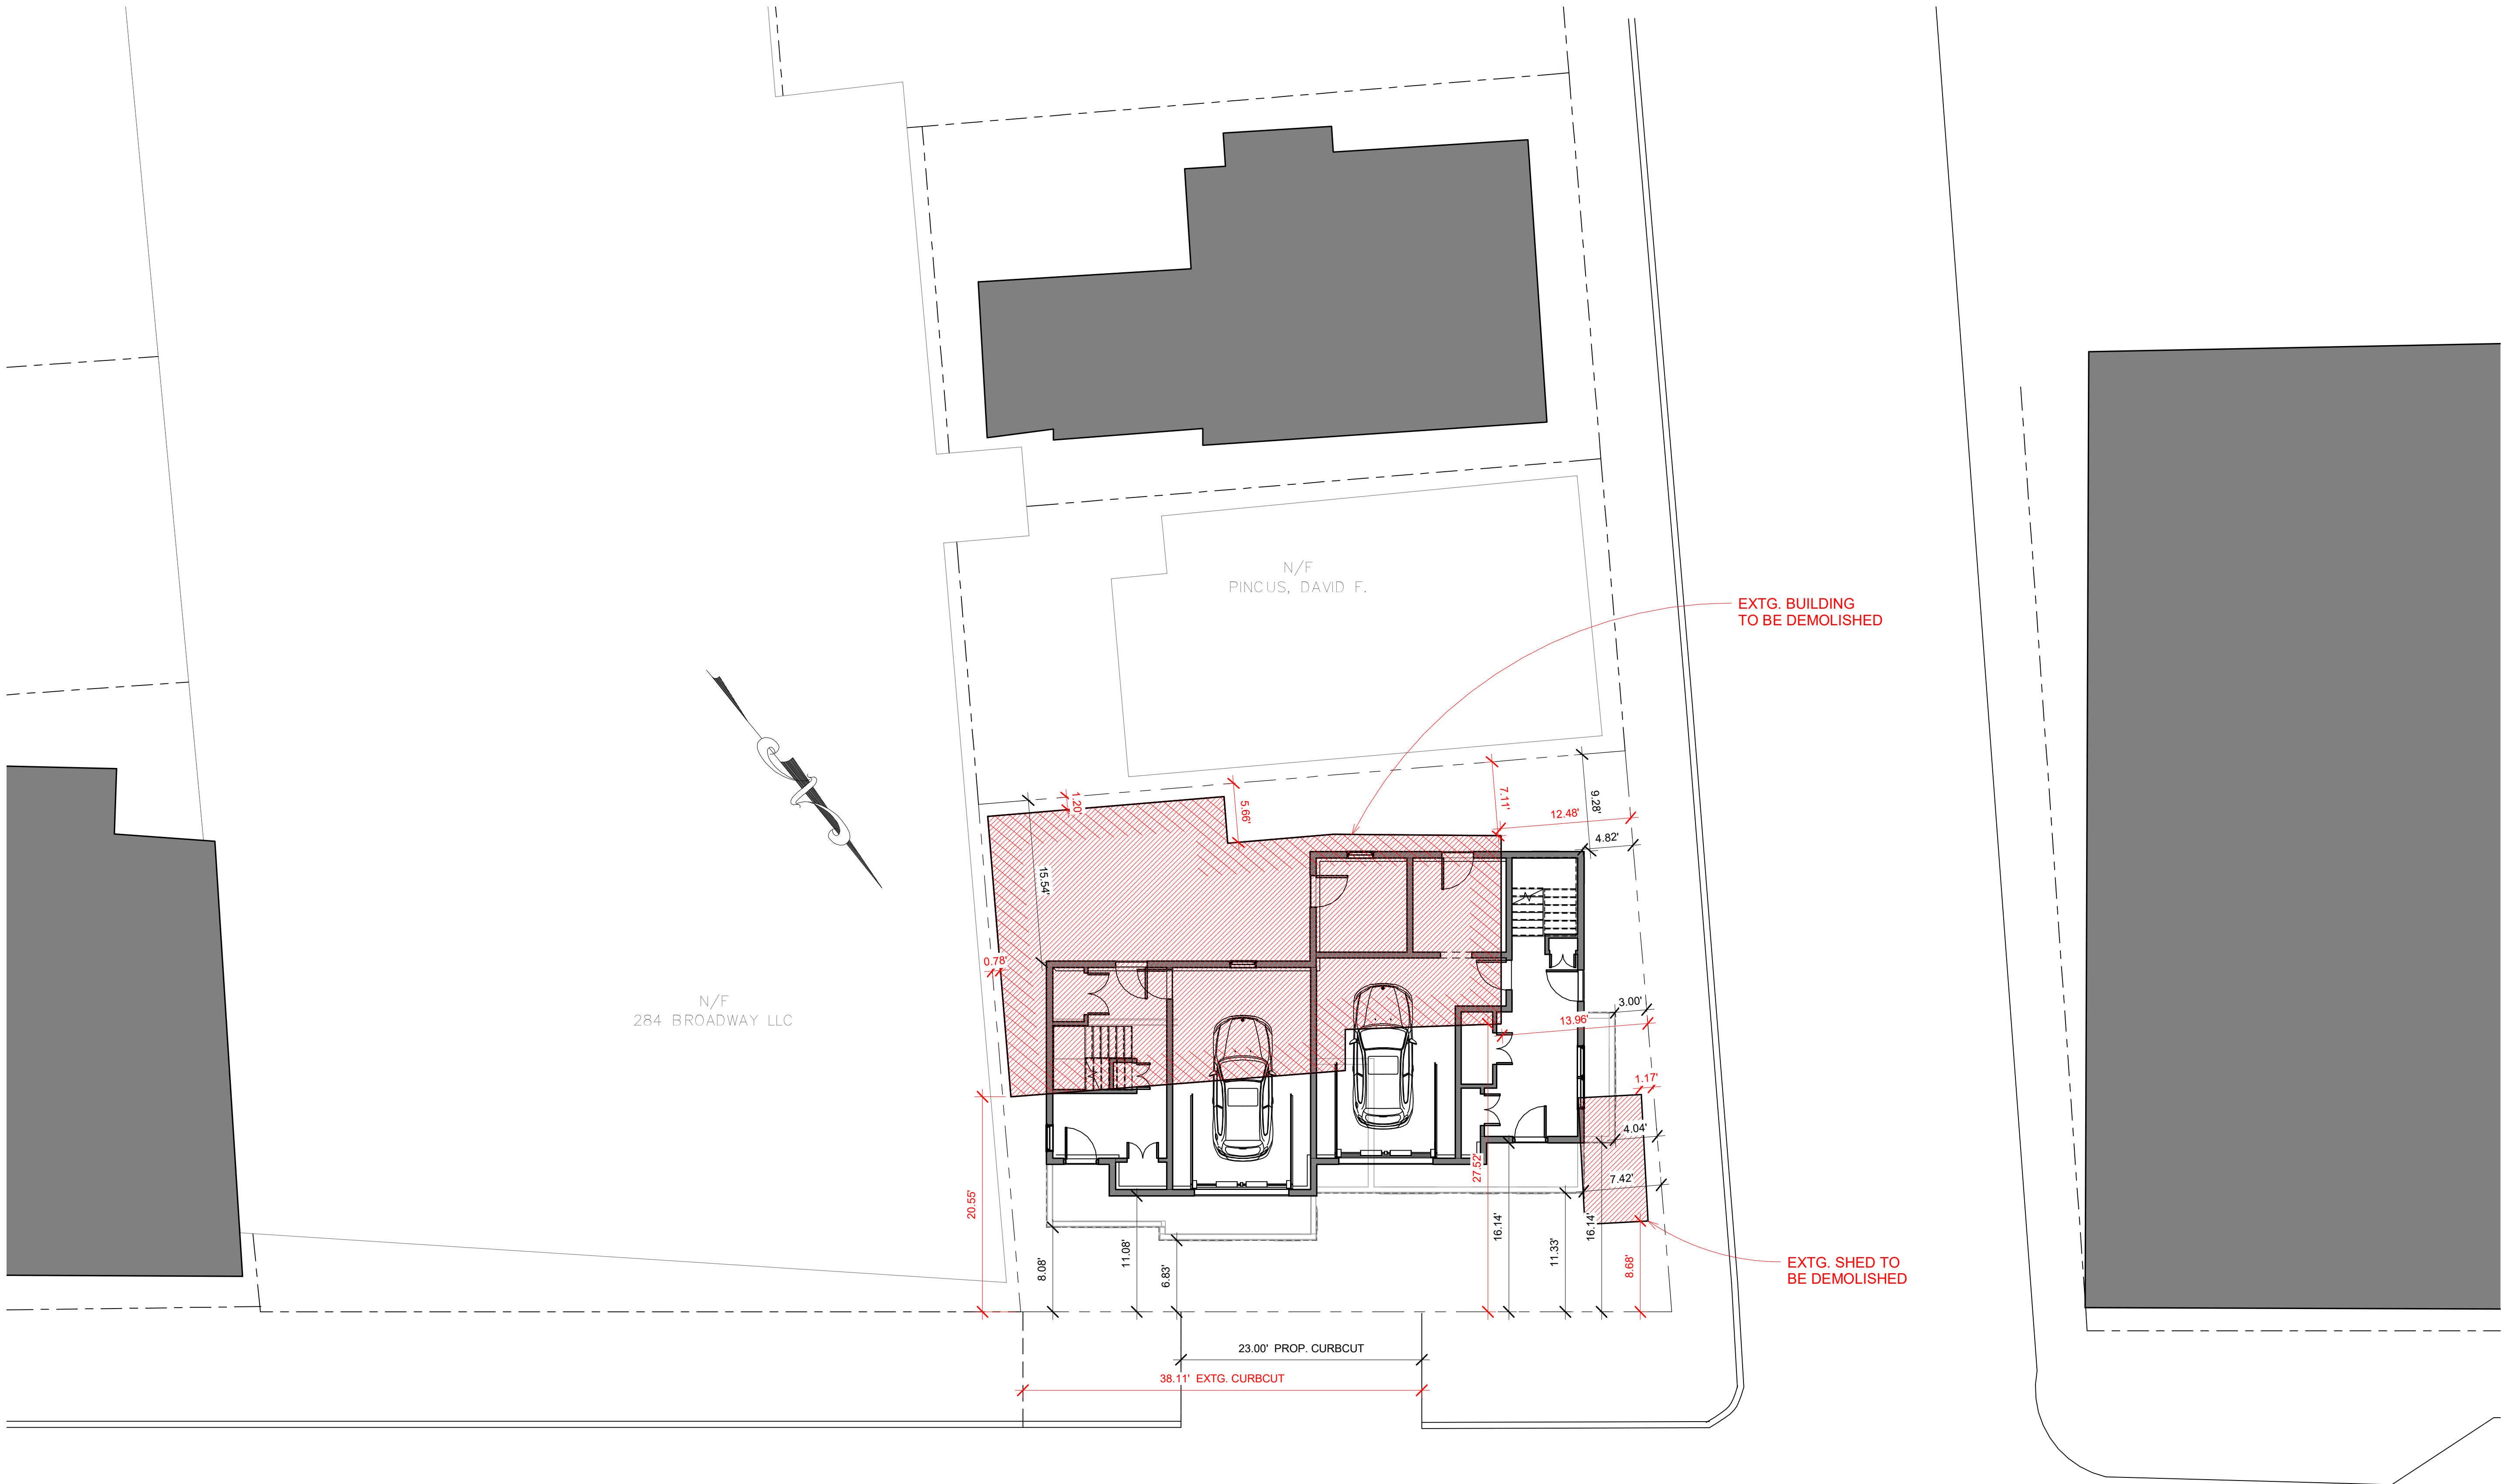 N/F
PINCUS, DAVID F.
EXTG. BUILDING
TO BE DEMOLISHED
1.20'
5.66'
7.11'
9.28'
12.48'
4.82'
15.54'
0.78'
N/F
284 BROADWAY LLC
3.00'
13.96'
1.17'
4.04'
27.52'
7.42'
20.55'
8.08'
11.08'
6.83'
16.14'
11.33'
16.14'
8.68'
EXTG. SHED TO
BE DEMOLISHED
23.00' PROP. CURBCUT
38.11' EXTG. CURBCUT